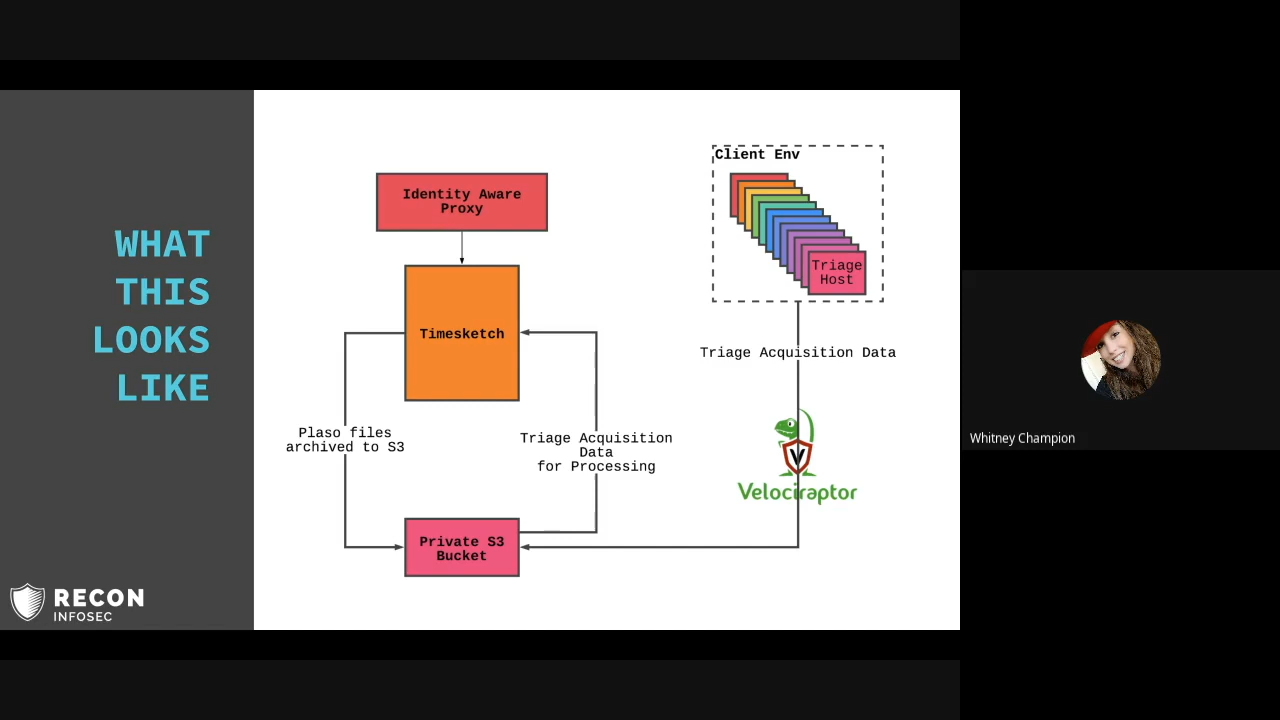 WHAT
THIS
LOOKS
LIKE
RECON
INFOSEC
Identity Aware
Proxy
Timesketch
Plaso files
archived to S3
Triage Acquisition
Data
for Processing
Private S3
Bucket
Client Env
Triage
Host
Triage Acquisition Data
V
Velociraptor
Whitney Champion